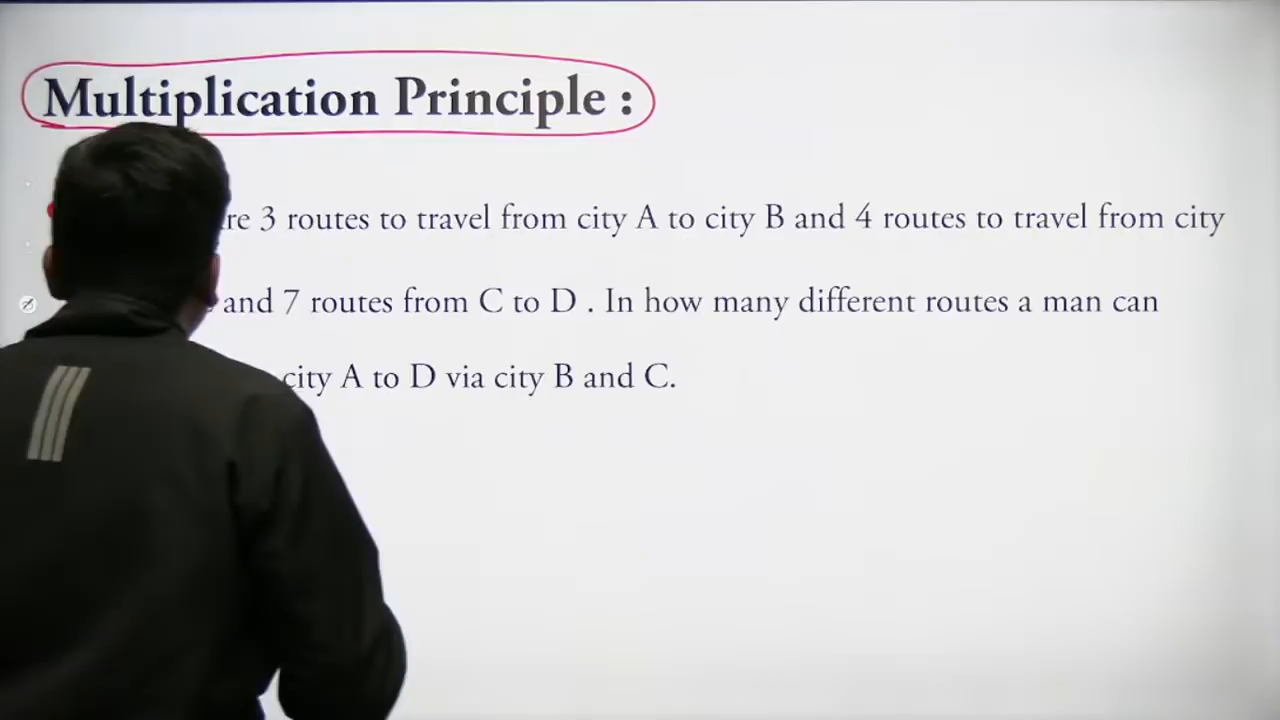 Multiplication Principle :
3 routes to travel from city A to city B and 4 routes to travel from city
and 7 routes from C to D . In how many different routes a man can
city A to D via city B and C.